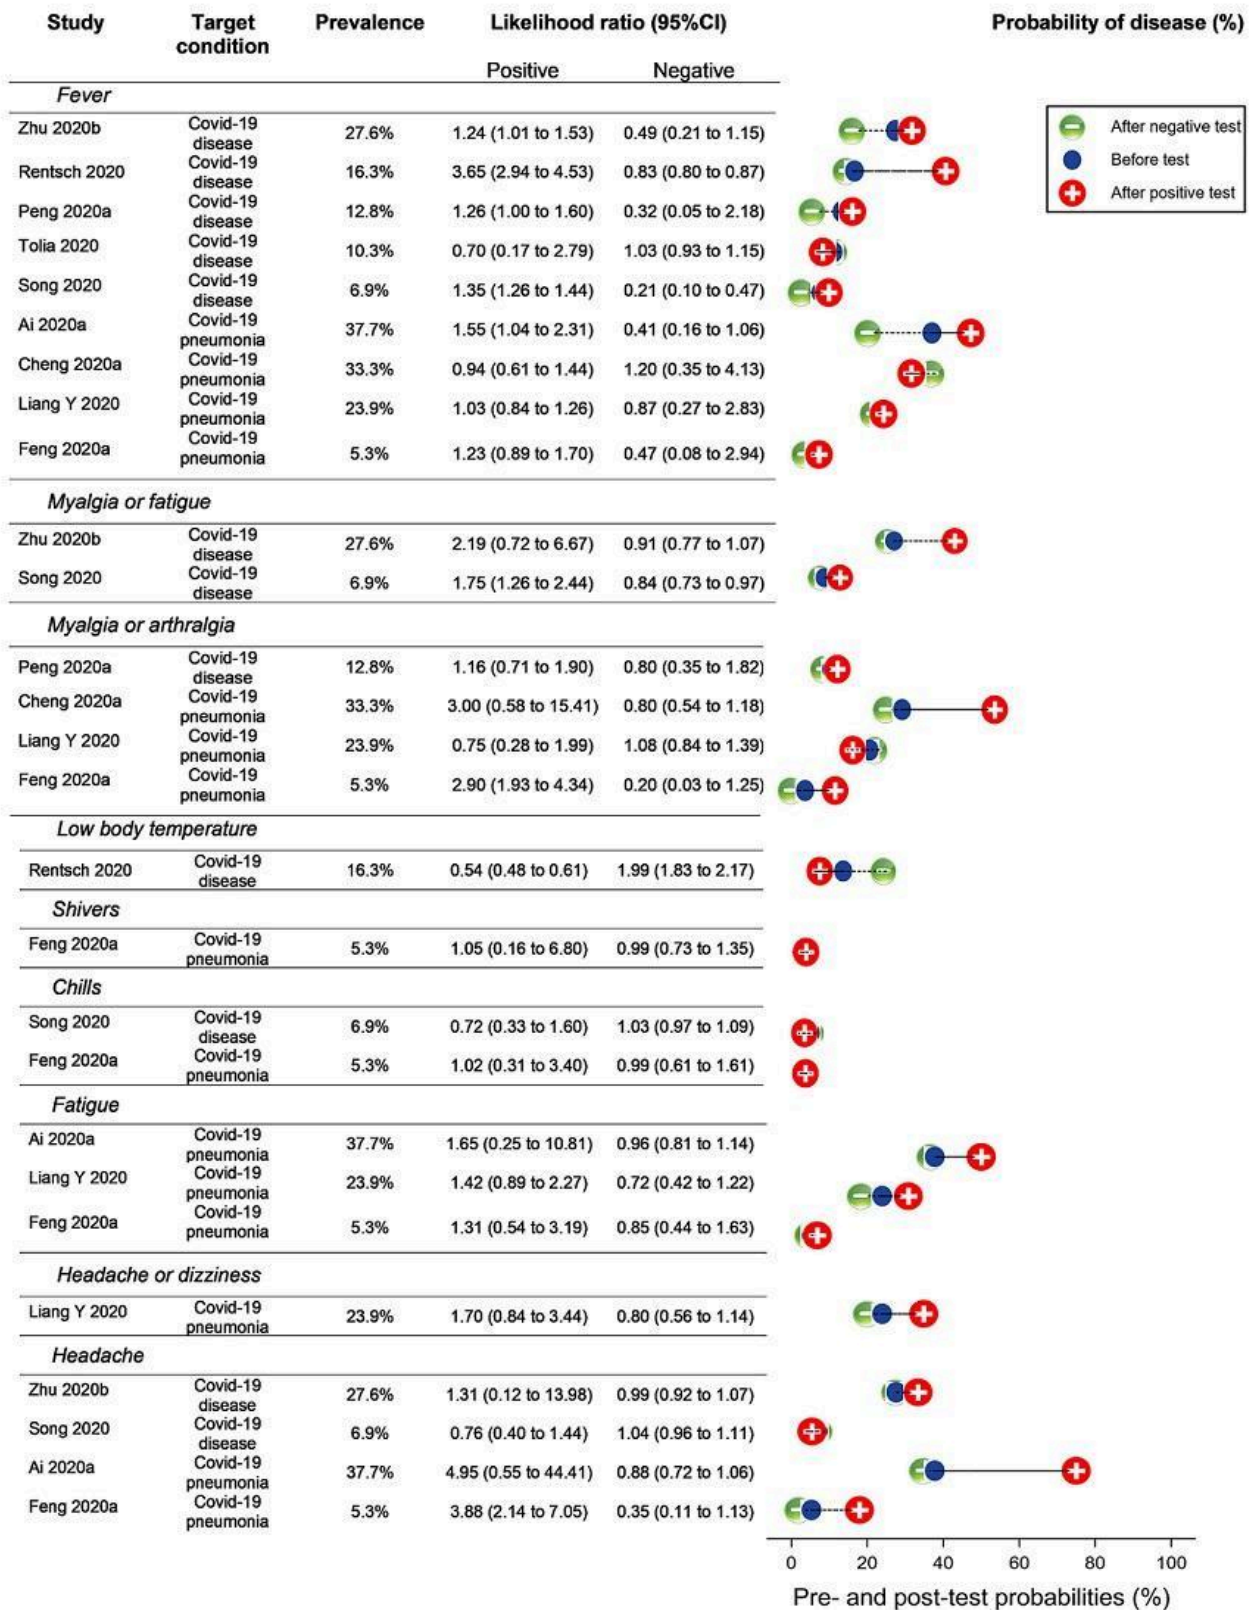 Study Target condition Prevalence Likelihood ratio (95%CI) Probability of disease (%)
Positive Negative
Fever
Zhu 2020b Covid-19 disease 27.6% 1.24 (1.01 to 1.53) 0.49 (0.21 to 1.15)
Rentsch 2020 Covid-19 disease 16.3% 3.65 (2.94 to 4.53) 0.83 (0.80 to 0.87)
Peng 2020a Covid-19 disease 12.8% 1.26 (1.00 to 1.60) 0.32 (0.05 to 2.18)
Tolia 2020 Covid-19 disease 10.3% 0.70 (0.17 to 2.79) 1.03 (0.93 to 1.15)
Song 2020 Covid-19 disease 6.9% 1.35 (1.26 to 1.44) 0.21 (0.10 to 0.47)
Ai 2020a Covid-19 pneumonia 37.7% 1.55 (1.04 to 2.31) 0.41 (0.16 to 1.06)
Cheng 2020a Covid-19 pneumonia 33.3% 0.94 (0.61 to 1.44) 1.20 (0.35 to 4.13)
Liang Y 2020 Covid-19 pneumonia 23.9% 1.03 (0.84 to 1.26) 0.87 (0.27 to 2.83)
Feng 2020a Covid-19 pneumonia 5.3% 1.23 (0.89 to 1.70) 0.47 (0.08 to 2.94)
After negative test
Before test
After positive test
Myalgia or fatigue
Zhu 2020b Covid-19 disease 27.6% 2.19 (0.72 to 6.67) 0.91 (0.77 to 1.07)
Song 2020 Covid-19 disease 6.9% 1.75 (1.26 to 2.44) 0.84 (0.73 to 0.97)
Myalgia or arthralgia
Peng 2020a Covid-19 disease 12.8% 1.16 (0.71 to 1.90) 0.80 (0.35 to 1.82)
Cheng 2020a Covid-19 pneumonia 33.3% 3.00 (0.58 to 15.41) 0.80 (0.54 to 1.18)
Liang Y 2020 Covid-19 pneumonia 23.9% 0.75 (0.28 to 1.99) 1.08 (0.84 to 1.39)
Feng 2020a Covid-19 pneumonia 5.3% 2.90 (1.93 to 4.34) 0.20 (0.03 to 1.25)
Low body temperature
Rentsch 2020 Covid-19 disease 16.3% 0.54 (0.48 to 0.61) 1.99 (1.83 to 2.17)
Shivers
Feng 2020a Covid-19 pneumonia 5.3% 1.05 (0.16 to 6.80) 0.99 (0.73 to 1.35)
Chills
Song 2020 Covid-19 disease 6.9% 0.72 (0.33 to 1.60) 1.03 (0.97 to 1.09)
Feng 2020a Covid-19 pneumonia 5.3% 1.02 (0.31 to 3.40) 0.99 (0.61 to 1.61)
Fatigue
Ai 2020a Covid-19 pneumonia 37.7% 1.65 (0.25 to 10.81) 0.96 (0.81 to 1.14)
Liang Y 2020 Covid-19 pneumonia 23.9% 1.42 (0.89 to 2.27) 0.72 (0.42 to 1.22)
Feng 2020a Covid-19 pneumonia 5.3% 1.31 (0.54 to 3.19) 0.85 (0.44 to 1.63)
Headache or dizziness
Liang Y 2020 Covid-19 pneumonia 23.9% 1.70 (0.84 to 3.44) 0.80 (0.56 to 1.14)
Headache
Zhu 2020b Covid-19 disease 27.6% 1.31 (0.12 to 13.98) 0.99 (0.92 to 1.07)
Song 2020 Covid-19 disease 6.9% 0.76 (0.40 to 1.44) 1.04 (0.96 to 1.11)
Ai 2020a Covid-19 pneumonia 37.7% 4.95 (0.55 to 44.41) 0.88 (0.72 to 1.06)
Feng 2020a Covid-19 pneumonia 5.3% 3.88 (2.14 to 7.05) 0.35 (0.11 to 1.13)
0 20 40 60 80 100
Pre- and post-test probabilities (%)